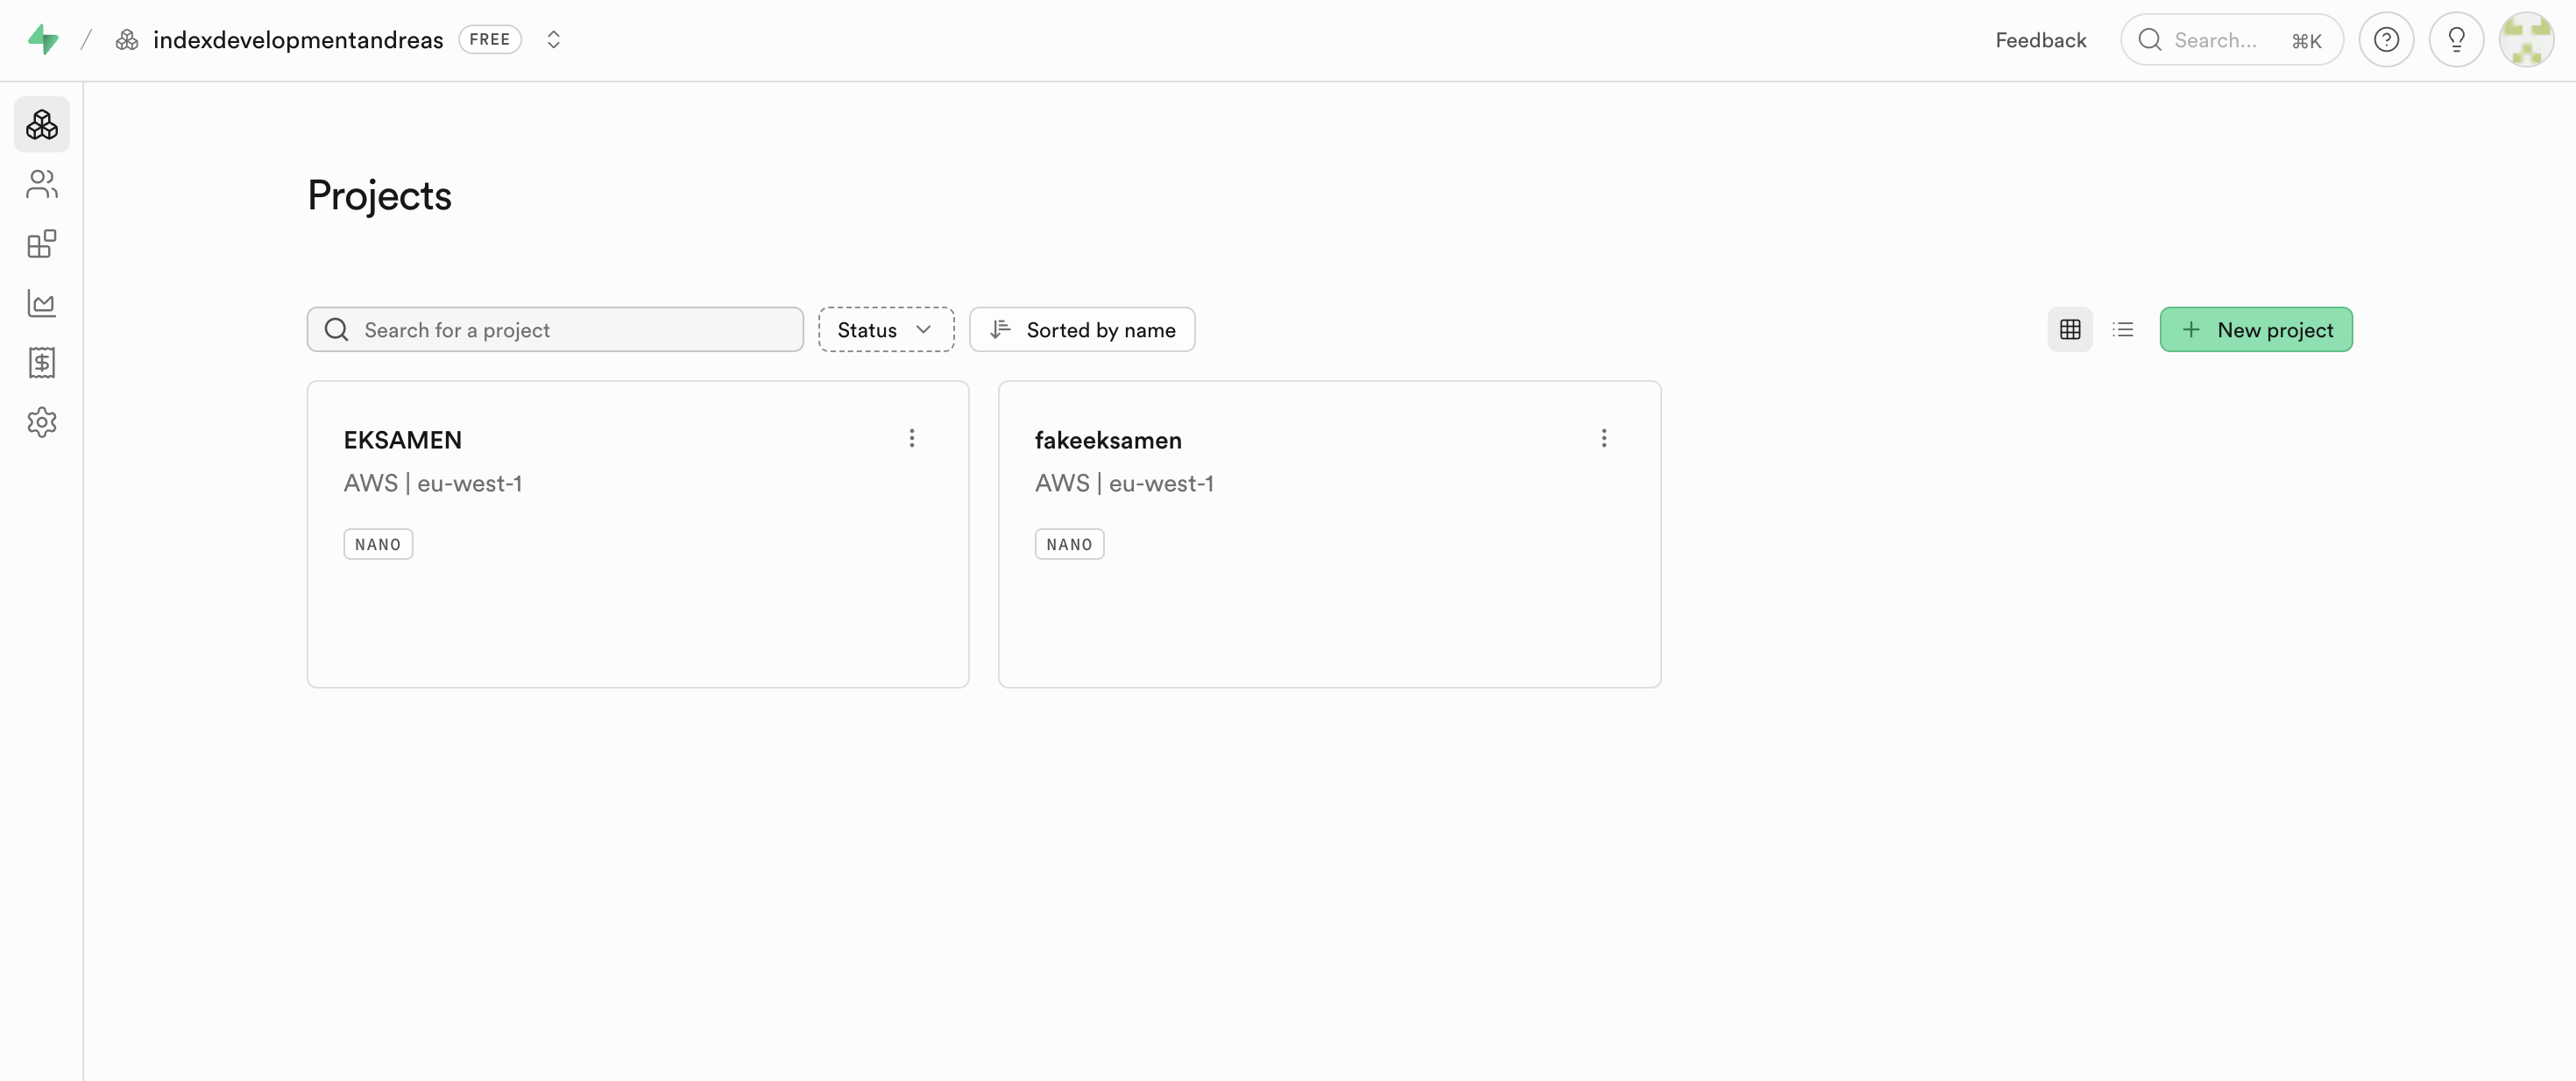 indexdevelopmentandreas FREE
Feedback
Search... ⌘K
Projects
Search for a project
Status
Sorted by name
New project
EKSAMEN
AWS | eu-west-1
NANO
fakeeksamen
AWS | eu-west-1
NANO